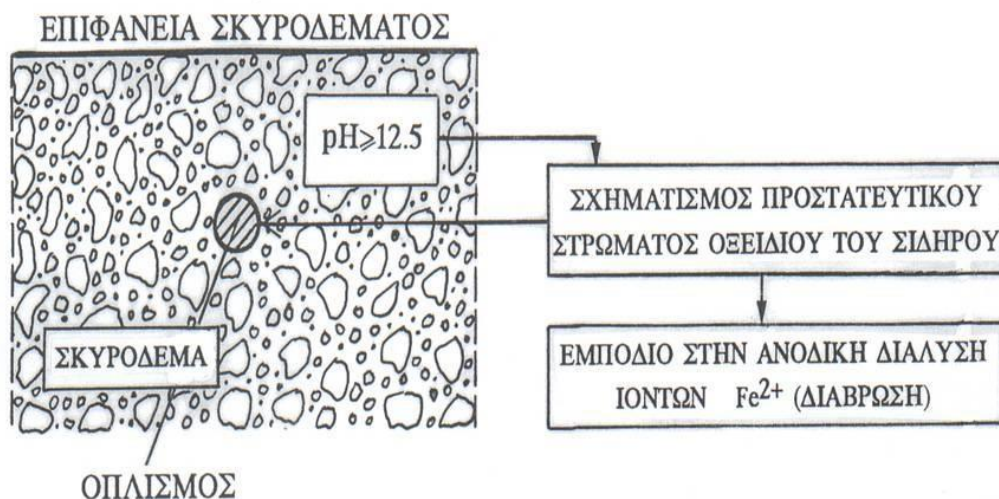 ΕΠΙΦΑΝΕΙΑ ΣΚΥΡΟΔΕΜΑΤΟΣ
pH⩾12.5
ΣΧΗΜΑΤΙΣΜΟΣ ΠΡΟΣΤΑΤΕΥΤΙΚΟΥ
ΣΤΡΩΜΑΤΟΣ ΟΞΕΙΔΙΟΥ ΤΟΥ ΣΙΔΗΡΟΥ
ΣΚΥΡΟΔΕΜΑ
ΕΜΠΟΔΙΟ ΣΤΗΝ ΑΝΟΔΙΚΗ ΔΙΑΛΥΣΗ
ΙΟΝΤΩΝ Fe²⁺ (ΔΙΑΒΡΩΣΗ)
ΟΠΛΙΣΜΟΣ